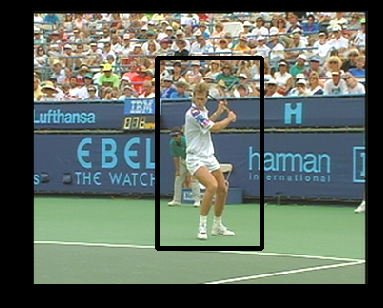 Lufthansa
IBM
H
EBEL
THE WATCH
harman
international